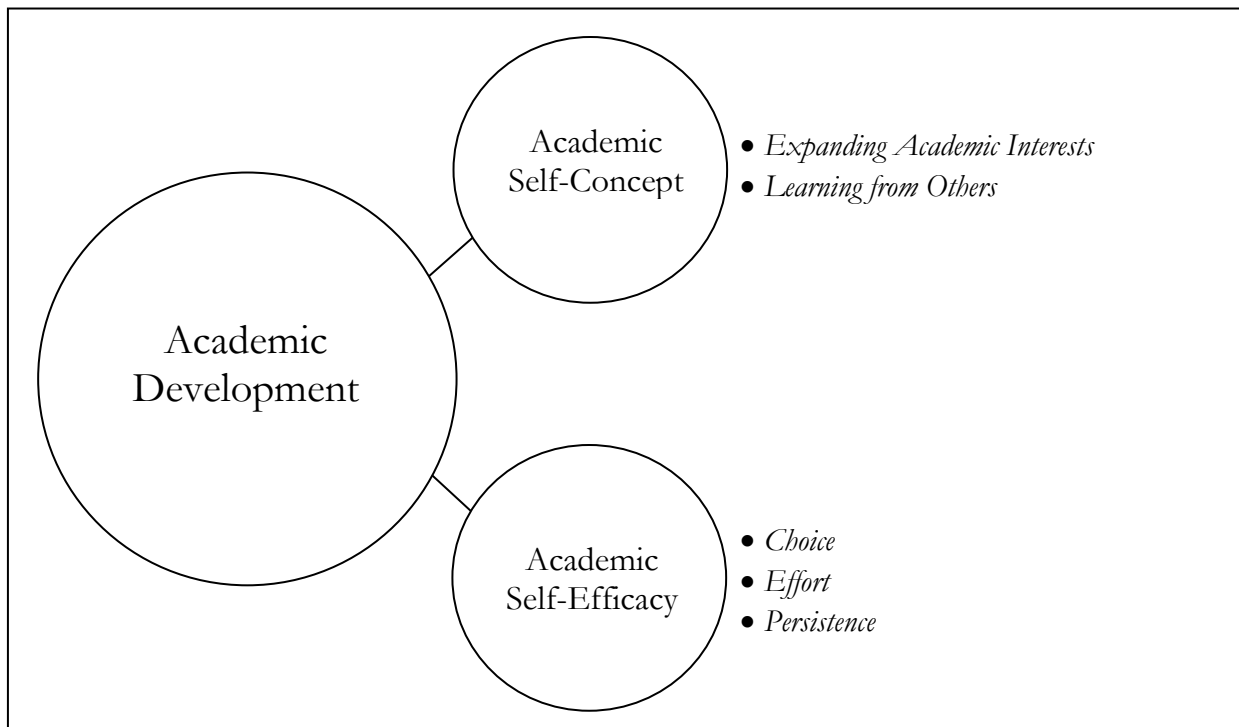 Academic
Self-Concept
• Expanding Academic Interests
• Learning from Others
Academic
Development
Academic
Self-Efficacy
• Choice
• Effort
• Persistence